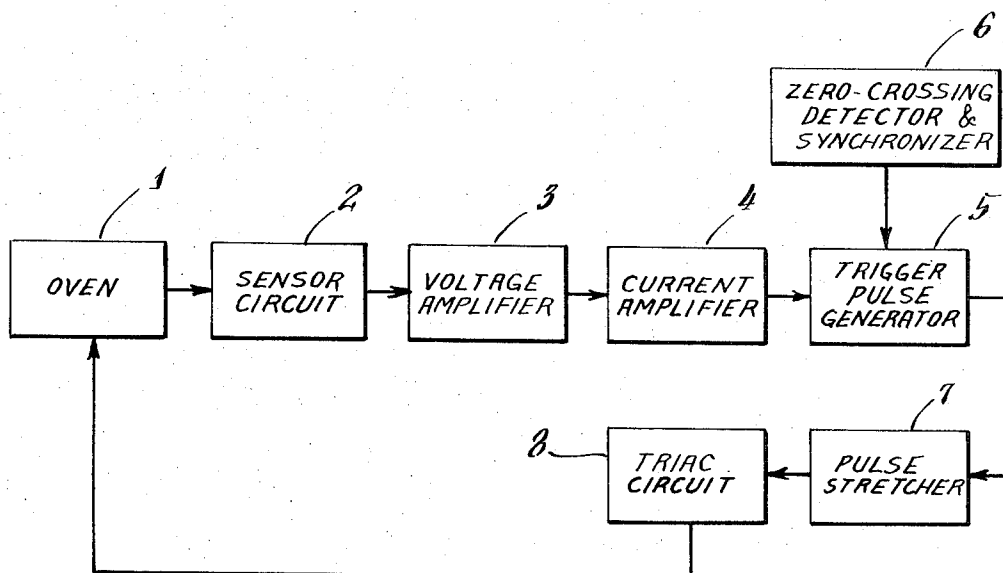 6
ZERO-CROSSING
DETECTOR &
SYNCHRONIZER
1
2
3
4
5
OVEN
SENSOR
CIRCUIT
VOLTAGE
AMPLIFIER
CURRENT
AMPLIFIER
TRIGGER
PULSE
GENERATOR
8
TRIAC
CIRCUIT
7
PULSE
STRETCHER